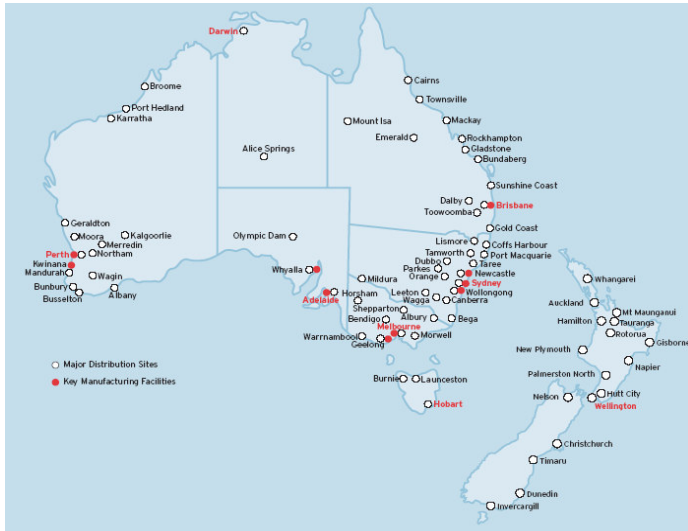 Darwin
Broome
Port Hedland
Karratha
Cairns
Townsville
Mount Isa
Mackay
Emerald
Rockhampton
Gladstone
Bundaberg
Alice Springs
Sunshine Coast
Dalby
Brisbane
Toowoomba
Geraldton
Moora
Kalgoorlie
Merredin
Perth
Northam
Kwinana
Mandurah
Wagin
Bunbury
Busselton
Albany
Olympic Dam
Whyalla
Adelaide
Gold Coast
Lismore
Coffs Harbour
Tamworth
Port Macquarie
Dubbo
Taree
Parkes
Newcastle
Orange
Sydney
Mildura
Horsham
Leeton
Wollongong
Wagga
Canberra
Shepparton
Bendigo
Albury
Bega
Melbourne
Warrnambool
Geelong
Morwell
Burnie
Launceston
Hobart
Whangarei
Auckland
Mt Maunganui
Hamilton
Tauranga
Rotorua
Gisborne
New Plymouth
Napier
Palmerston North
Nelson
Hutt City
Wellington
Christchurch
Timaru
Dunedin
Invercargill
Major Distribution Sites
Key Manufacturing Facilities